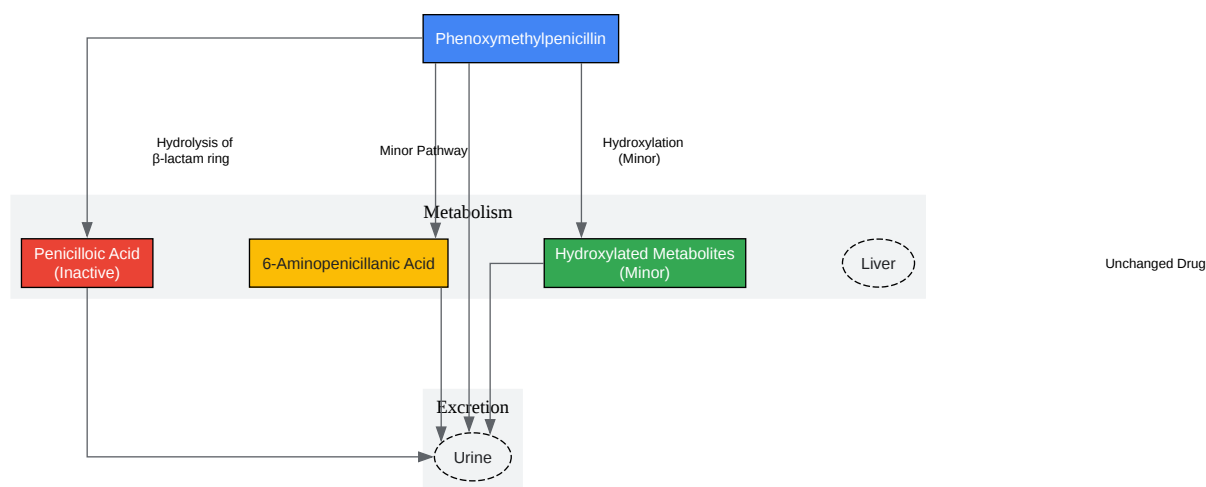 Phenoxymethylpenicillin
Hydrolysis of
β-lactam ring
Minor Pathway
Hydroxylation
(Minor)
Metabolism
Penicilloic Acid
(Inactive)
6-Aminopenicillanic Acid
Hydroxylated Metabolites
(Minor)
Liver
Unchanged Drug
Excretion
Urine